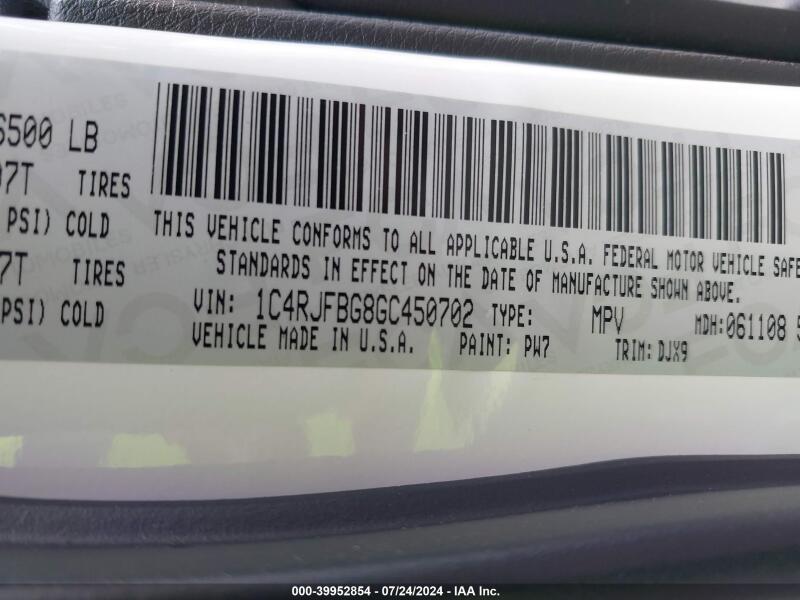 6500 LB
7T TIRES
PSI) COLD
7T TIRES
PSI) COLD
THIS VEHICLE CONFORMS TO ALL APPLICABLE U.S.A. FEDERAL MOTOR VEHICLE SAFE
STANDARDS IN EFFECT ON THE DATE OF MANUFACTURE SHOWN ABOVE.
VIN: 1C4RJFBG8GC450702 TYPE: MPV MDH:061108 5
VEHICLE MADE IN U.S.A. PAINT: PW7 TRIM:DJX9
000-39952854 - 07/24/2024 - IAA Inc.